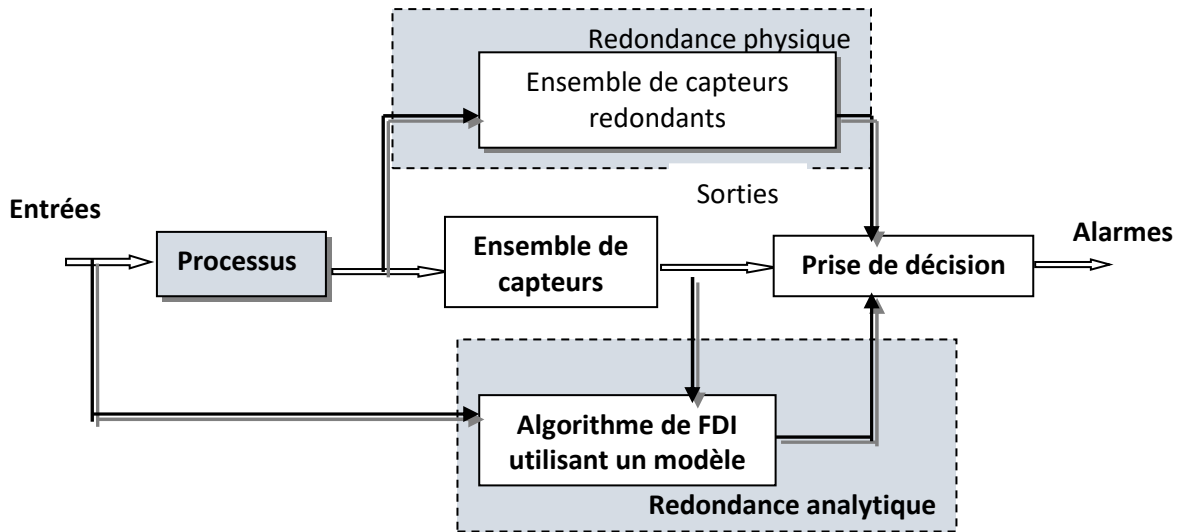 Redondance physique
Ensemble de capteurs
redondants
Sorties
Entrées
Processus
Ensemble de
capteurs
Prise de décision
Alarmes
Algorithme de FDI
utilisant un modèle
Redondance analytique